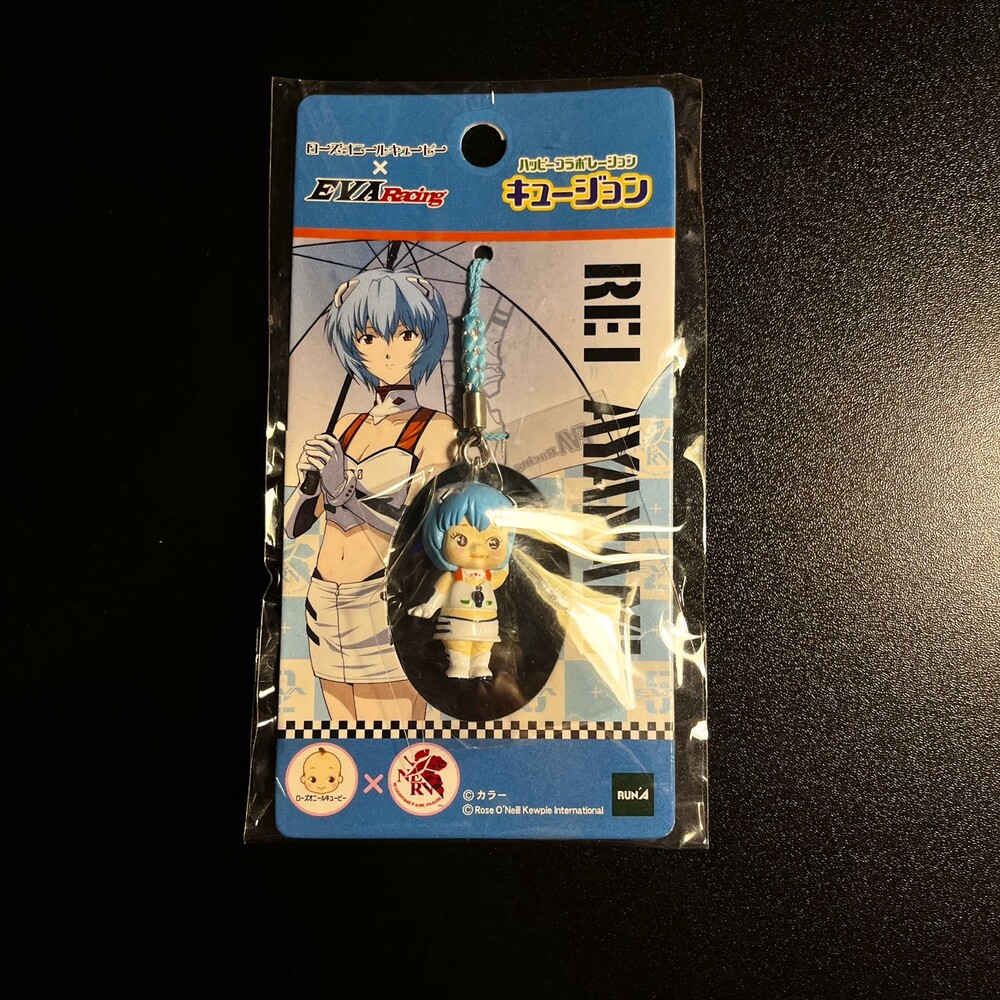 ローズオニールキューピー
×
EVA Racing
ハッピーコラボレーション
キュージョン
REI AYANAMI
ローズオニールキューピー
×
NERV
© カラー
© Rose O'Neill Kewpie International
RUN'A